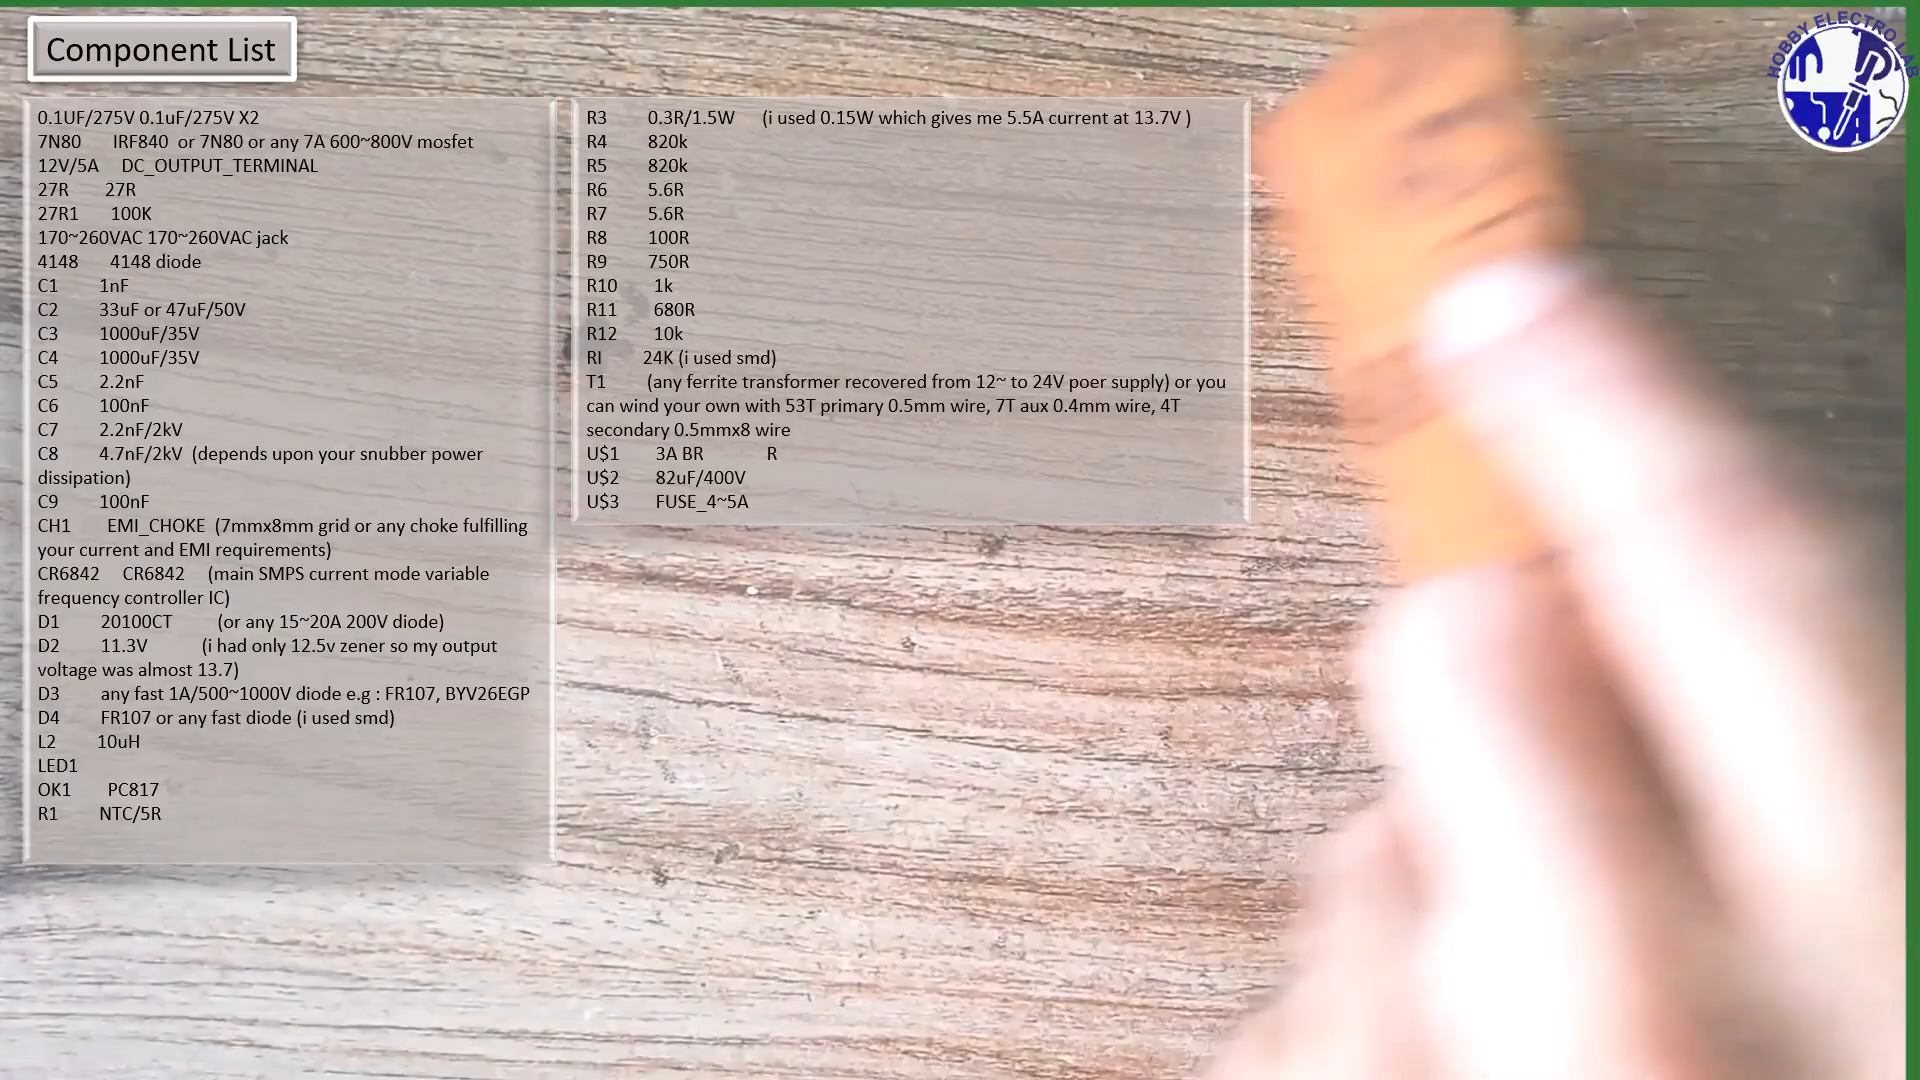 Component List
HOBBY ELECTRO LAB
0.1UF/275V 0.1uF/275V X2
7N80 IRF840 or 7N80 or any 7A 600~800V mosfet
12V/5A DC_OUTPUT_TERMINAL
27R 27R
27R1 100K
170~260VAC 170~260VAC jack
4148 4148 diode
C1 1nF
C2 33uF or 47uF/50V
C3 1000uF/35V
C4 1000uF/35V
C5 2.2nF
C6 100nF
C7 2.2nF/2kV
C8 4.7nF/2kV (depends upon your snubber power
dissipation)
C9 100nF
CH1 EMI_CHOKE (7mmx8mm grid or any choke fulfilling
your current and EMI requirements)
CR6842 CR6842 (main SMPS current mode variable
frequency controller IC)
D1 20100CT (or any 15~20A 200V diode)
D2 11.3V (i had only 12.5v zener so my output
voltage was almost 13.7)
D3 any fast 1A/500~1000V diode e.g : FR107, BYV26EGP
D4 FR107 or any fast diode (i used smd)
L2 10uH
LED1
OK1 PC817
R1 NTC/5R
R3 0.3R/1.5W (i used 0.15W which gives me 5.5A current at 13.7V )
R4 820k
R5 820k
R6 5.6R
R7 5.6R
R8 100R
R9 750R
R10 1k
R11 680R
R12 10k
RI 24K (i used smd)
T1 (any ferrite transformer recovered from 12~ to 24V poer supply) or you
can wind your own with 53T primary 0.5mm wire, 7T aux 0.4mm wire, 4T
secondary 0.5mmx8 wire
U$1 3A BR R
U$2 82uF/400V
U$3 FUSE_4~5A